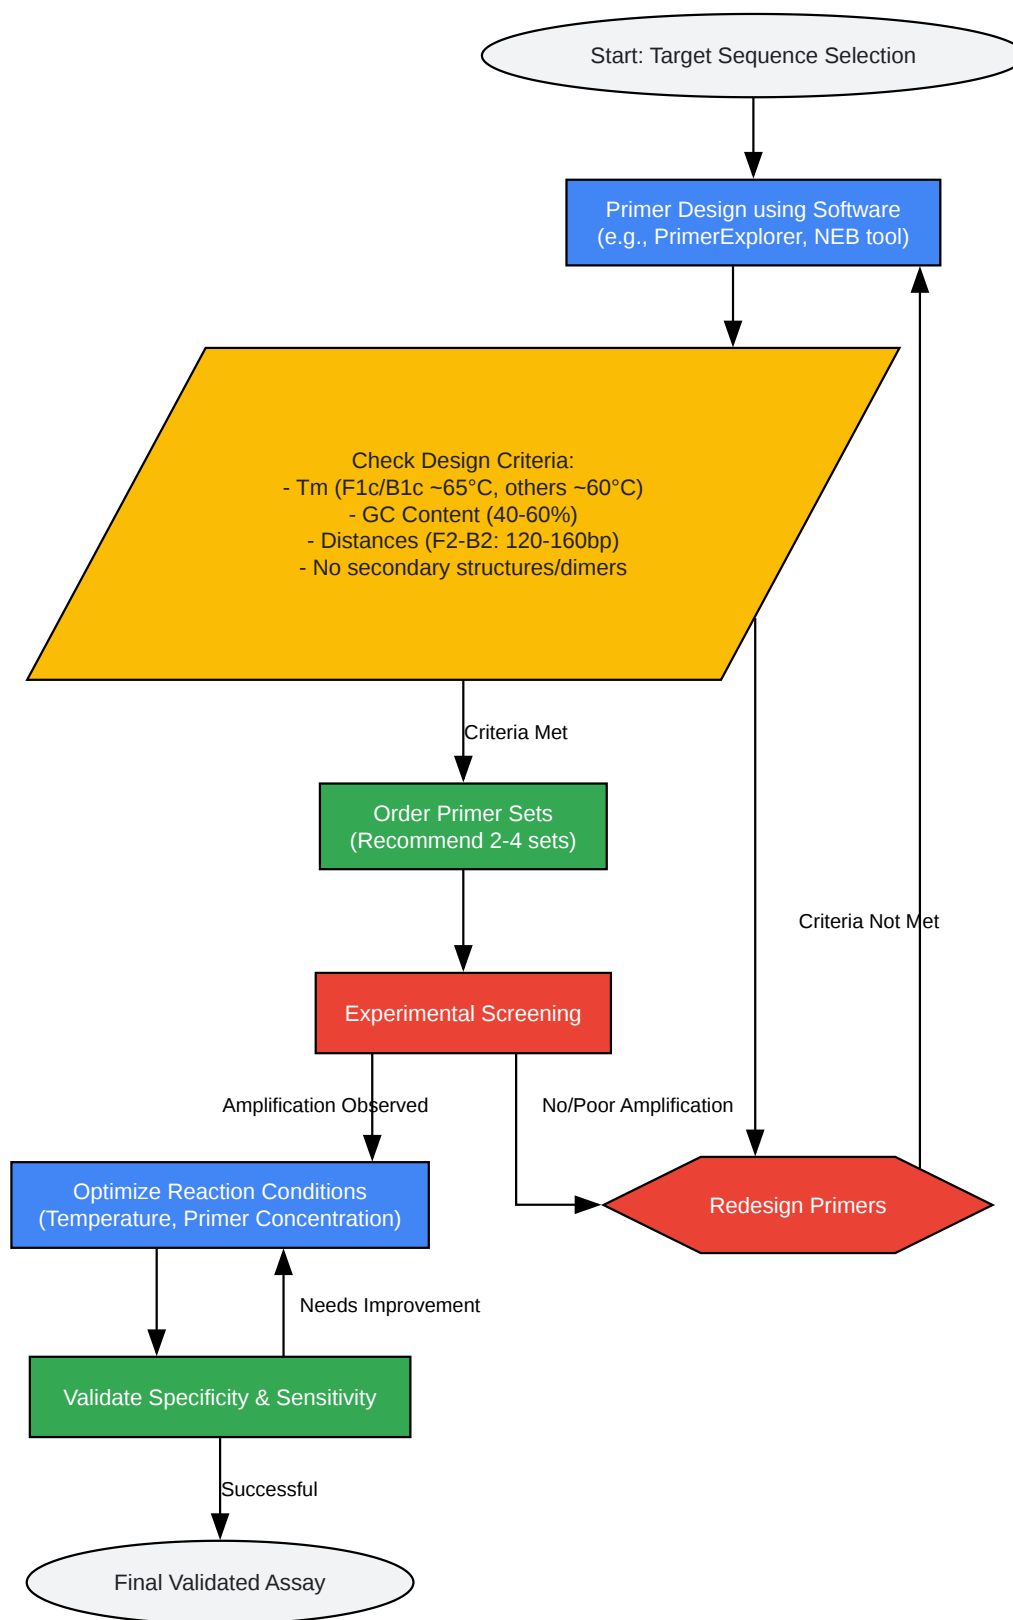 Start: Target Sequence Selection
Primer Design using Software
(e.g., PrimerExplorer, NEB tool)
Check Design Criteria:
- Tm (F1c/B1c ~65°C, others ~60°C)
- GC Content (40-60%)
- Distances (F2-B2: 120-160bp)
- No secondary structures/dimers
Criteria Met
Order Primer Sets
(Recommend 2-4 sets)
Criteria Not Met
Experimental Screening
Amplification Observed
No/Poor Amplification
Optimize Reaction Conditions
(Temperature, Primer Concentration)
Redesign Primers
Needs Improvement
Validate Specificity & Sensitivity
Successful
Final Validated Assay